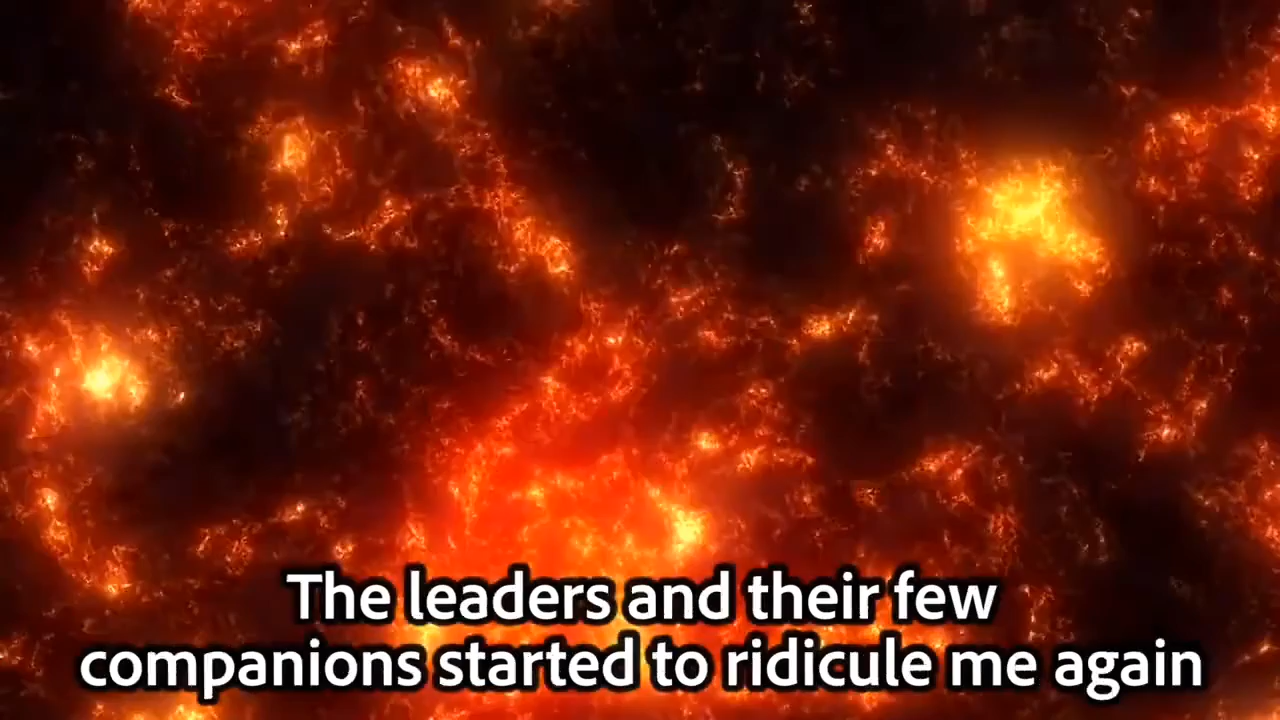 The leaders and their few
companions started to ridicule me again